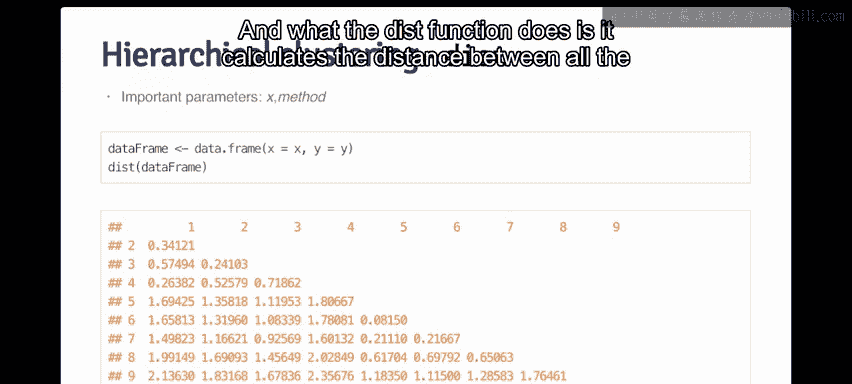 And what the dist function does is it
calculates the distance between all the
Hierarchical clustering
· Important parameters: x,method
dataFrame <- data.frame(x = x, y = y)
dist(dataFrame)
## 1 2 3 4 5 6 7 8 9
## 2 0.34121
## 3 0.57494 0.24103
## 4 0.26382 0.52579 0.71862
## 5 1.69425 1.35818 1.11953 1.80667
## 6 1.65813 1.31960 1.08339 1.78081 0.08150
## 7 1.49823 1.16621 0.92569 1.60132 0.21110 0.21667
## 8 1.99149 1.69093 1.45649 2.02849 0.61704 0.69792 0.65063
## 9 2.13630 1.83168 1.67836 2.35676 1.18350 1.11500 1.28583 1.76461